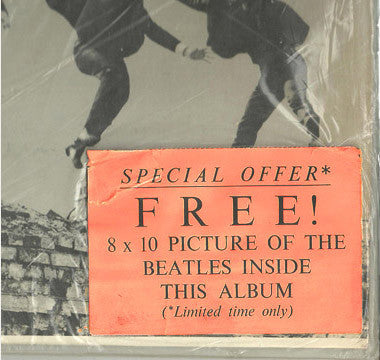 SPECIAL OFFER*
FREE!
8 x 10 PICTURE OF THE
BEATLES INSIDE
THIS ALBUM
(*Limited time only)